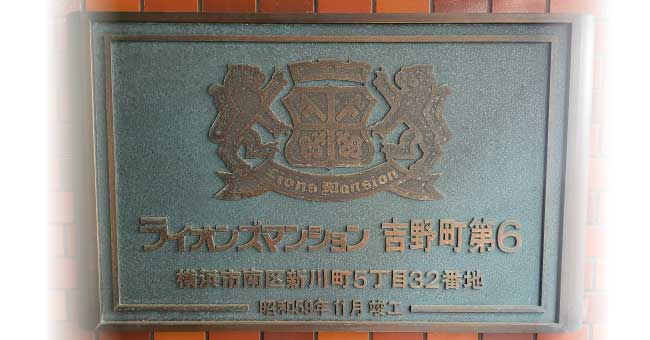 Lions Mansion
ライオンズマンション 吉野町第6
横浜市南区新川町5丁目32番地
昭和59年11月 竣工